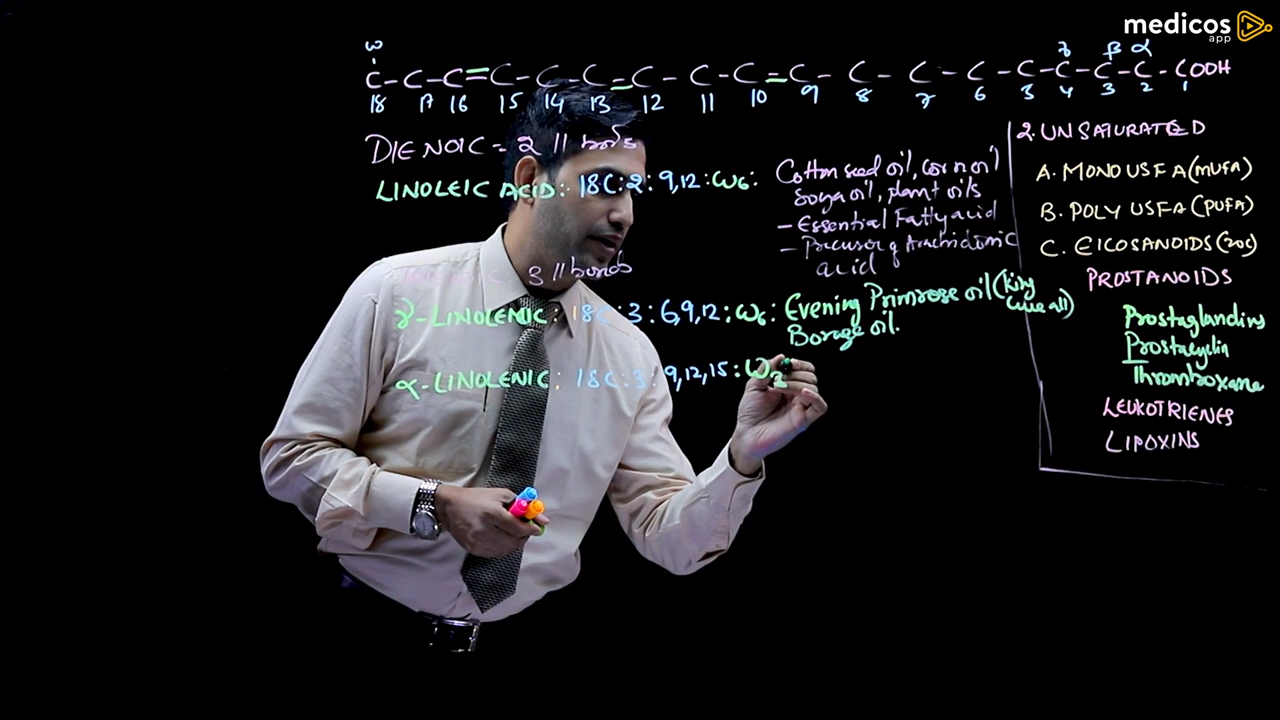 medicos
app
ω γ β α
C-C-C=C-C-C=C-C-C=C-C-C-C-C-C-C-C-COOH
18 17 16 15 14 13 12 11 10 9 8 7 6 5 4 3 2 1
DIENOIC = 2 // bonds
LINOLEIC ACID: 18C:2: 9,12:ω6:
Cotton seed oil, corn oil
Soya oil, plant oils
- Essential Fatty acid
- Precursor of Arachidonic
acid
3 // bonds
γ-LINOLENIC: 18C:3:6,9,12:ω6: Evening Primrose oil (King
cure all)
Borage oil.
α-LINOLENIC: 18C:3:9,12,15:ω3
2. UNSATURATED
A. MONO USFA (MUFA)
B. POLY USFA (PUFA)
C. EICOSANOIDS (20C)
PROSTANOIDS
Prostaglandins
Prostacyclin
Thromboxane
LEUKOTRIENES
LIPOXINS